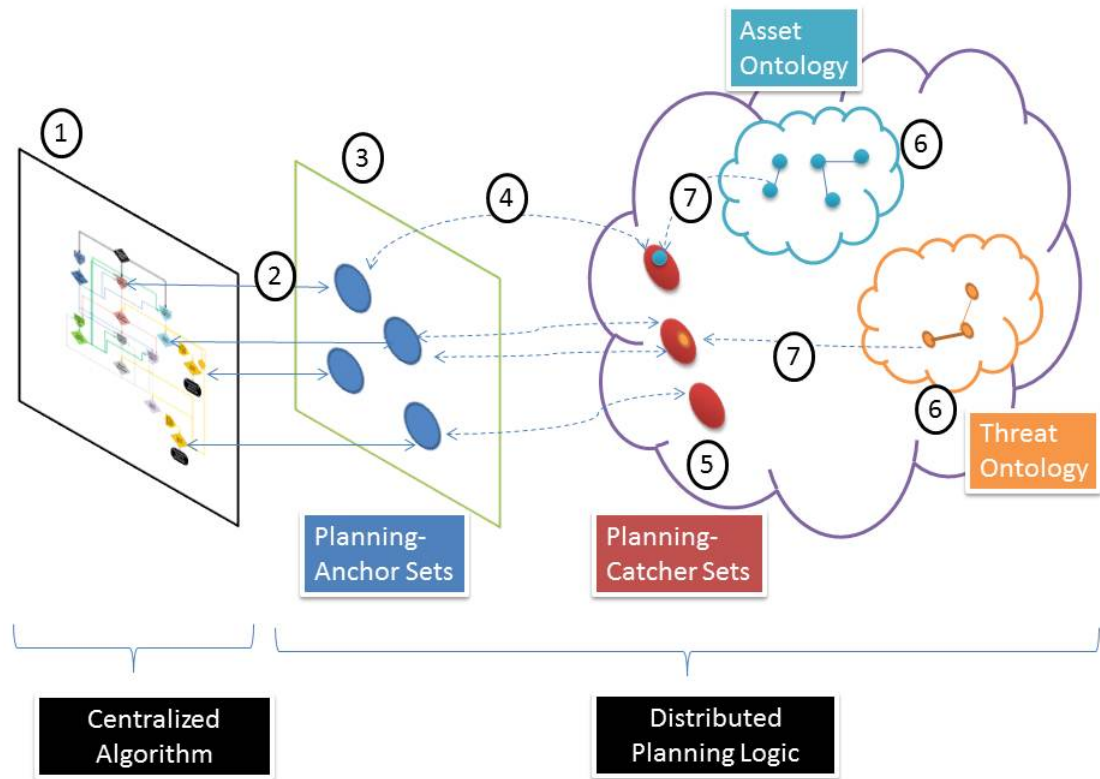 Asset
Ontology
1
3
6
4
7
2
7
6
5
Threat
Ontology
Planning-
Anchor Sets
Planning-
Catcher Sets
Centralized
Algorithm
Distributed
Planning Logic